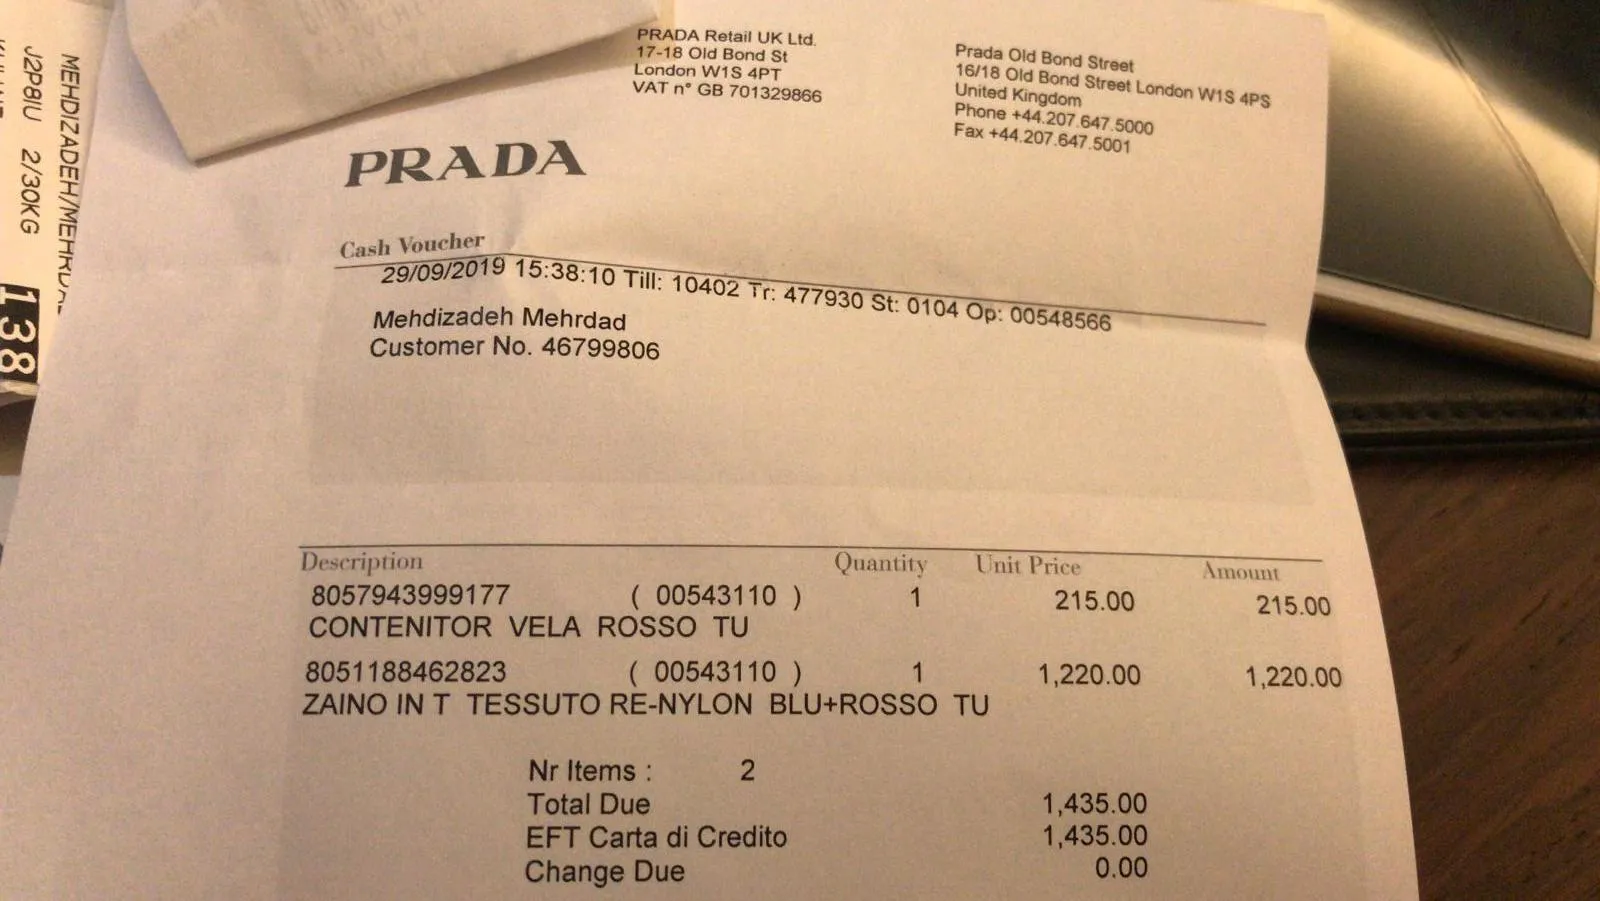 PRADA Retail UK Ltd.
17-18 Old Bond St
London W1S 4PT
VAT n° GB 701329866
Prada Old Bond Street
16/18 Old Bond Street London W1S 4PS
United Kingdom
Phone +44.207.647.5000
Fax +44.207.647.5001
PRADA
Cash Voucher
29/09/2019 15:38:10 Till: 10402 Tr: 477930 St: 0104 Op: 00548566
Mehdizadeh Mehrdad
Customer No. 46799806
Description Quantity Unit Price Amount
8057943999177 ( 00543110 ) 1 215.00 215.00
CONTENITOR VELA ROSSO TU
8051188462823 ( 00543110 ) 1 1,220.00 1,220.00
ZAINO IN T TESSUTO RE-NYLON BLU+ROSSO TU
Nr Items : 2
Total Due 1,435.00
EFT Carta di Credito 1,435.00
Change Due 0.00
MEHDIZADEH/MEHRDA
J2P8IU 2/30KG
138